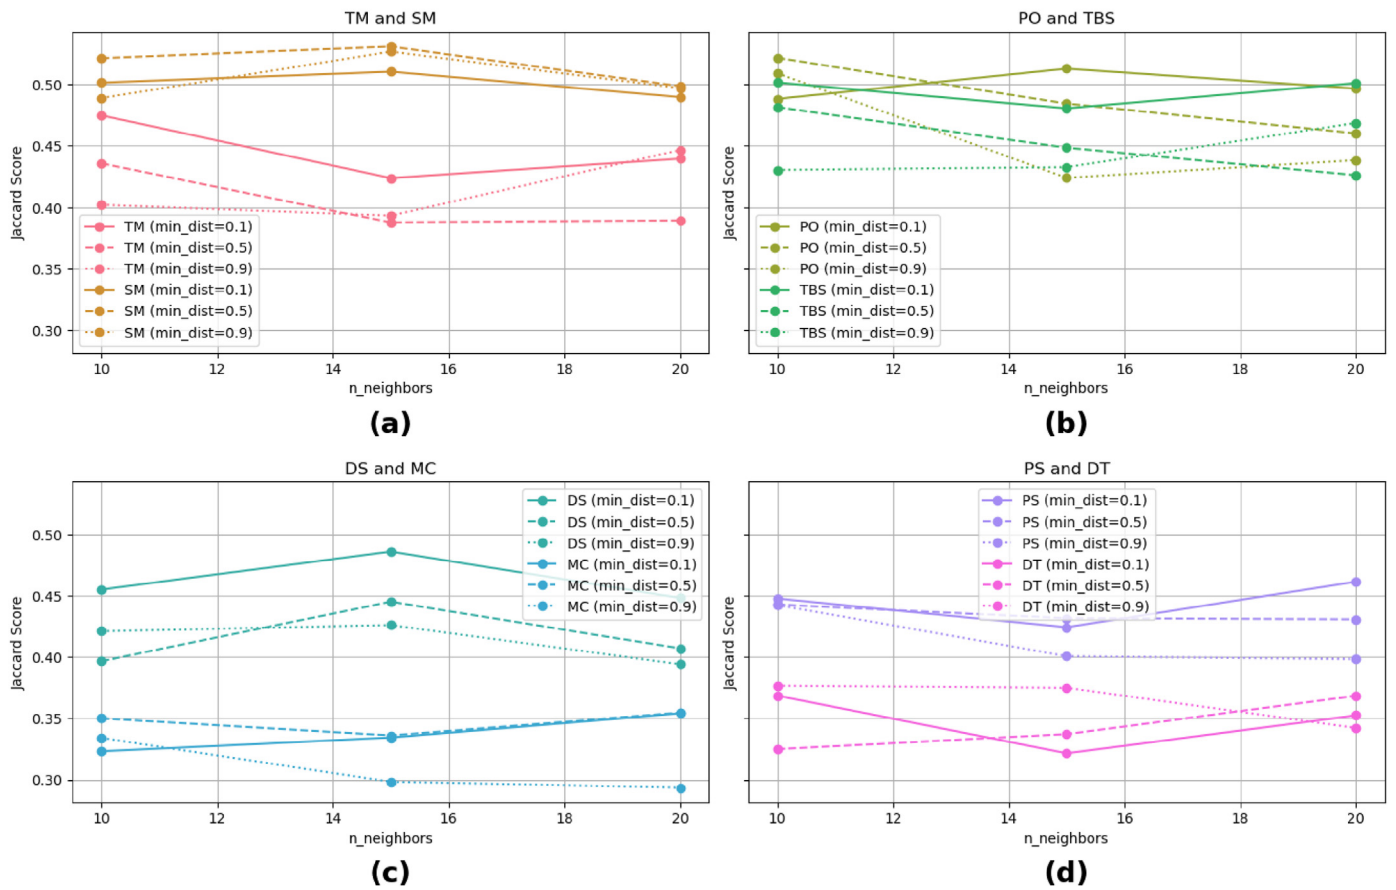 TM and SM
Jaccard Score
0.50
0.45
0.40
0.35
0.30
TM (min_dist=0.1)
TM (min_dist=0.5)
TM (min_dist=0.9)
SM (min_dist=0.1)
SM (min_dist=0.5)
SM (min_dist=0.9)
10 12 14 16 18 20
n_neighbors
(a)
PO and TBS
Jaccard Score
PO (min_dist=0.1)
PO (min_dist=0.5)
PO (min_dist=0.9)
TBS (min_dist=0.1)
TBS (min_dist=0.5)
TBS (min_dist=0.9)
10 12 14 16 18 20
n_neighbors
(b)
DS and MC
Jaccard Score
0.50
0.45
0.40
0.35
0.30
DS (min_dist=0.1)
DS (min_dist=0.5)
DS (min_dist=0.9)
MC (min_dist=0.1)
MC (min_dist=0.5)
MC (min_dist=0.9)
10 12 14 16 18 20
n_neighbors
(c)
PS and DT
Jaccard Score
PS (min_dist=0.1)
PS (min_dist=0.5)
PS (min_dist=0.9)
DT (min_dist=0.1)
DT (min_dist=0.5)
DT (min_dist=0.9)
10 12 14 16 18 20
n_neighbors
(d)